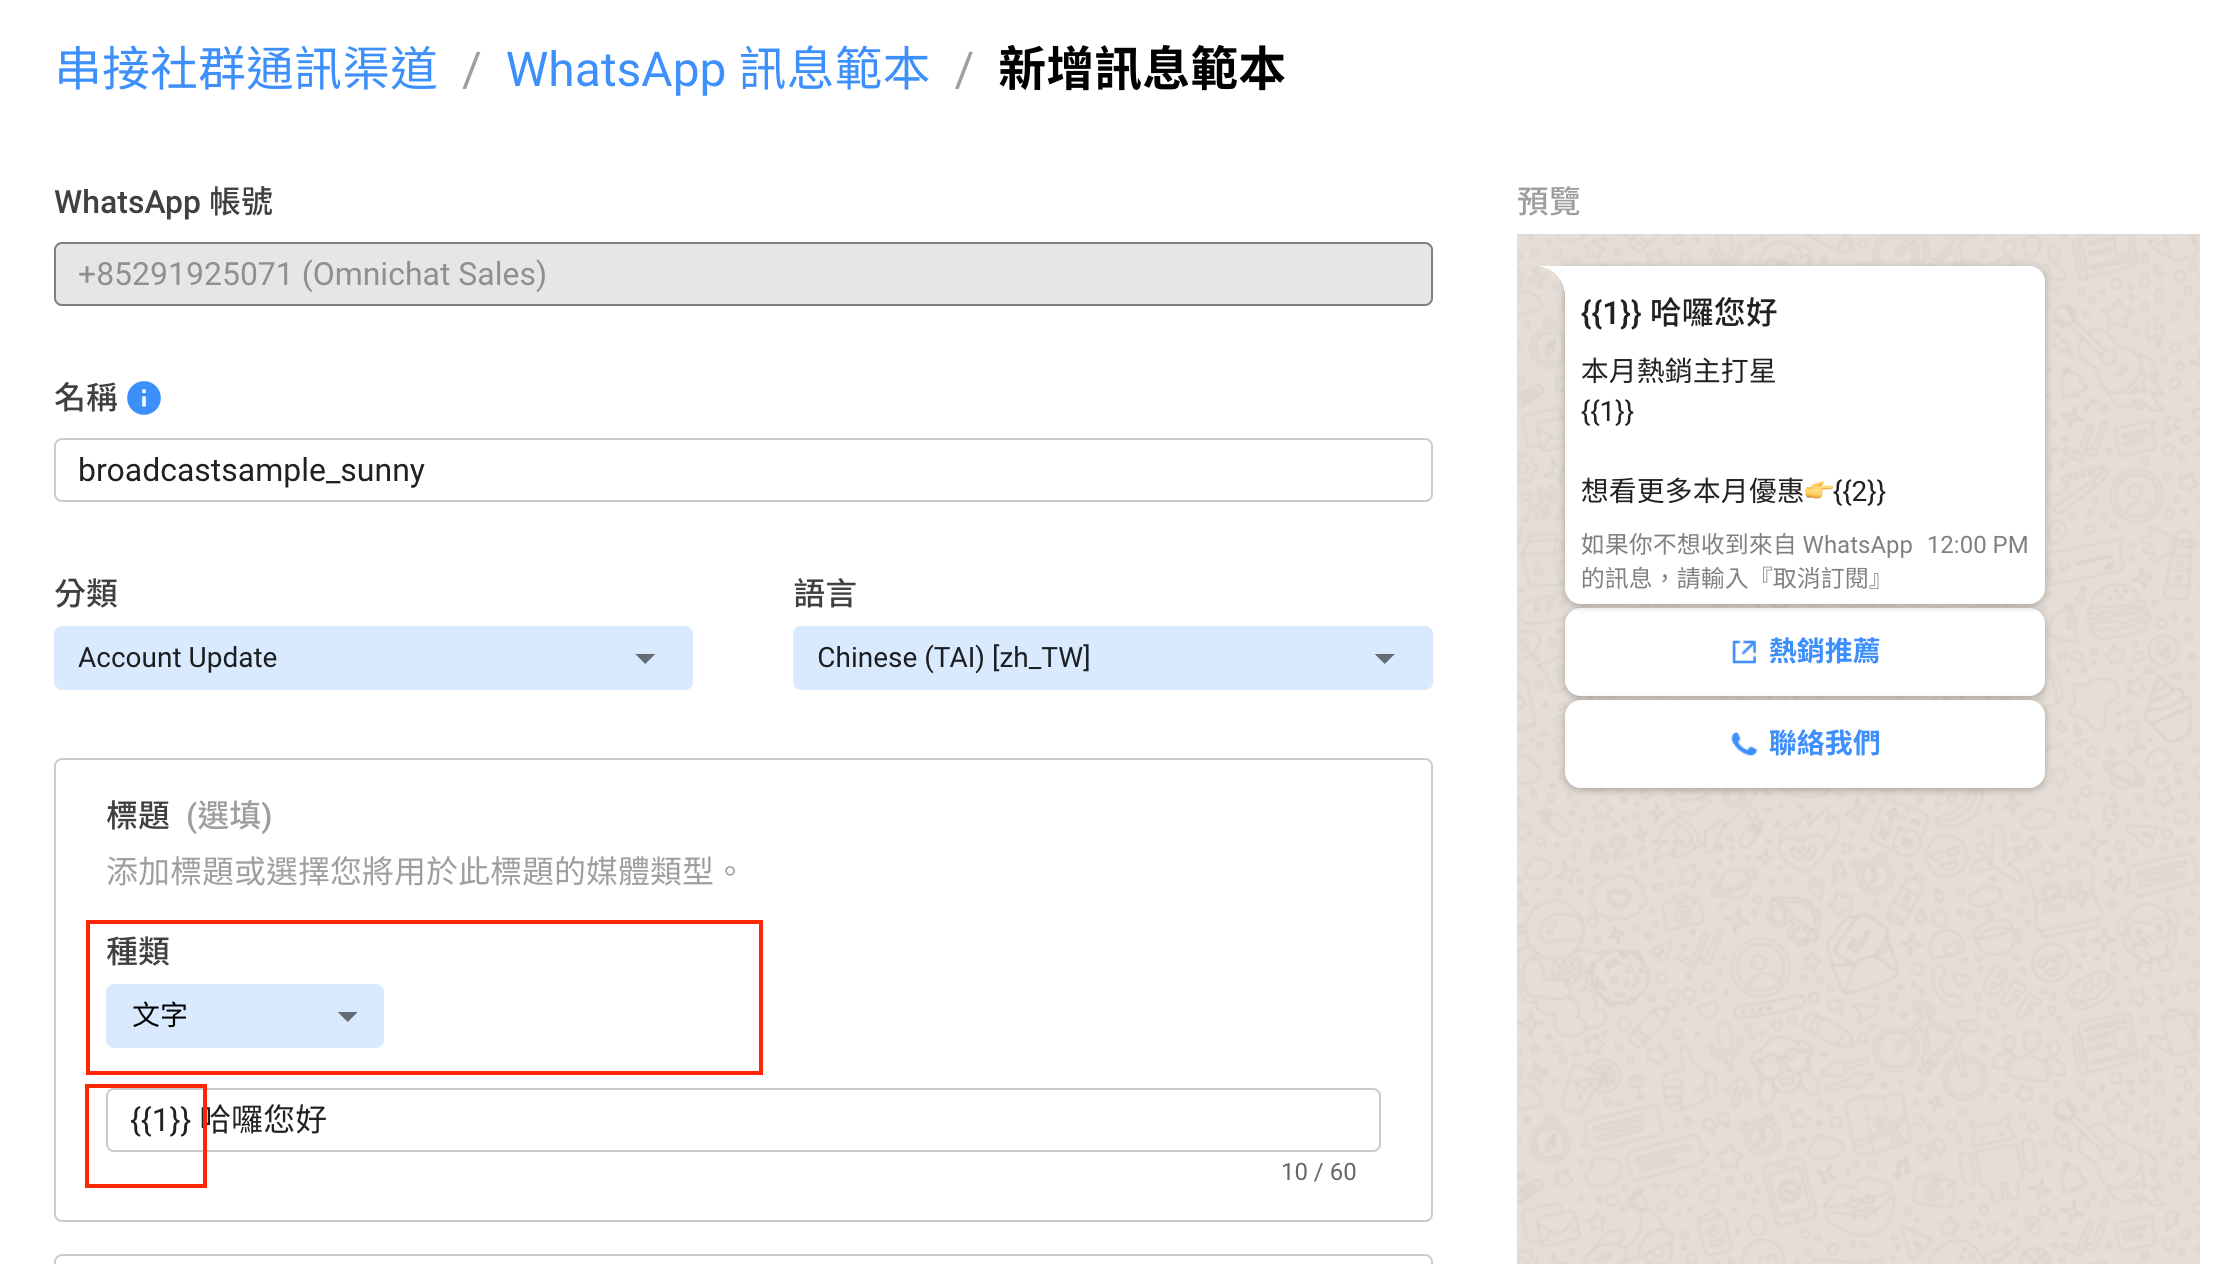 串接社群通訊渠道 / WhatsApp 訊息範本 / 新增訊息範本
WhatsApp 帳號
+85291925071 (Omnichat Sales)
名稱
broadcastsample_sunny
分類
Account Update
語言
Chinese (TAI) [zh_TW]
標題 (選填)
添加標題或選擇您將用於此標題的媒體類型。
種類
文字
{{1}} 哈囉您好
10 / 60
預覽
{{1}} 哈囉您好
本月熱銷主打星
{{1}}
想看更多本月優惠👉{{2}}
如果你不想收到來自 WhatsApp 12:00 PM
的訊息，請輸入『取消訂閱』
熱銷推薦
聯絡我們